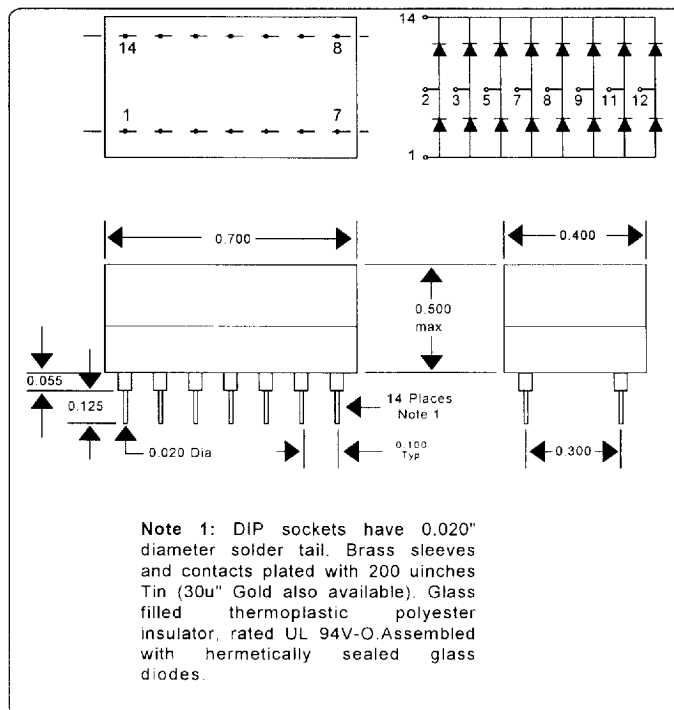 14 8
1 7
14
2 3 5 7 8 9 11 12
1
0.700
0.400
0.500
max
0.055
0.125
14 Places
Note 1
0.020 Dia
0.100
Typ
0.300
Note 1: DIP sockets have 0.020"
diameter solder tail. Brass sleeves
and contacts plated with 200 uinches
Tin (30u" Gold also available). Glass
filled thermoplastic polyester
insulator, rated UL 94V-O.Assembled
with hermetically sealed glass
diodes.